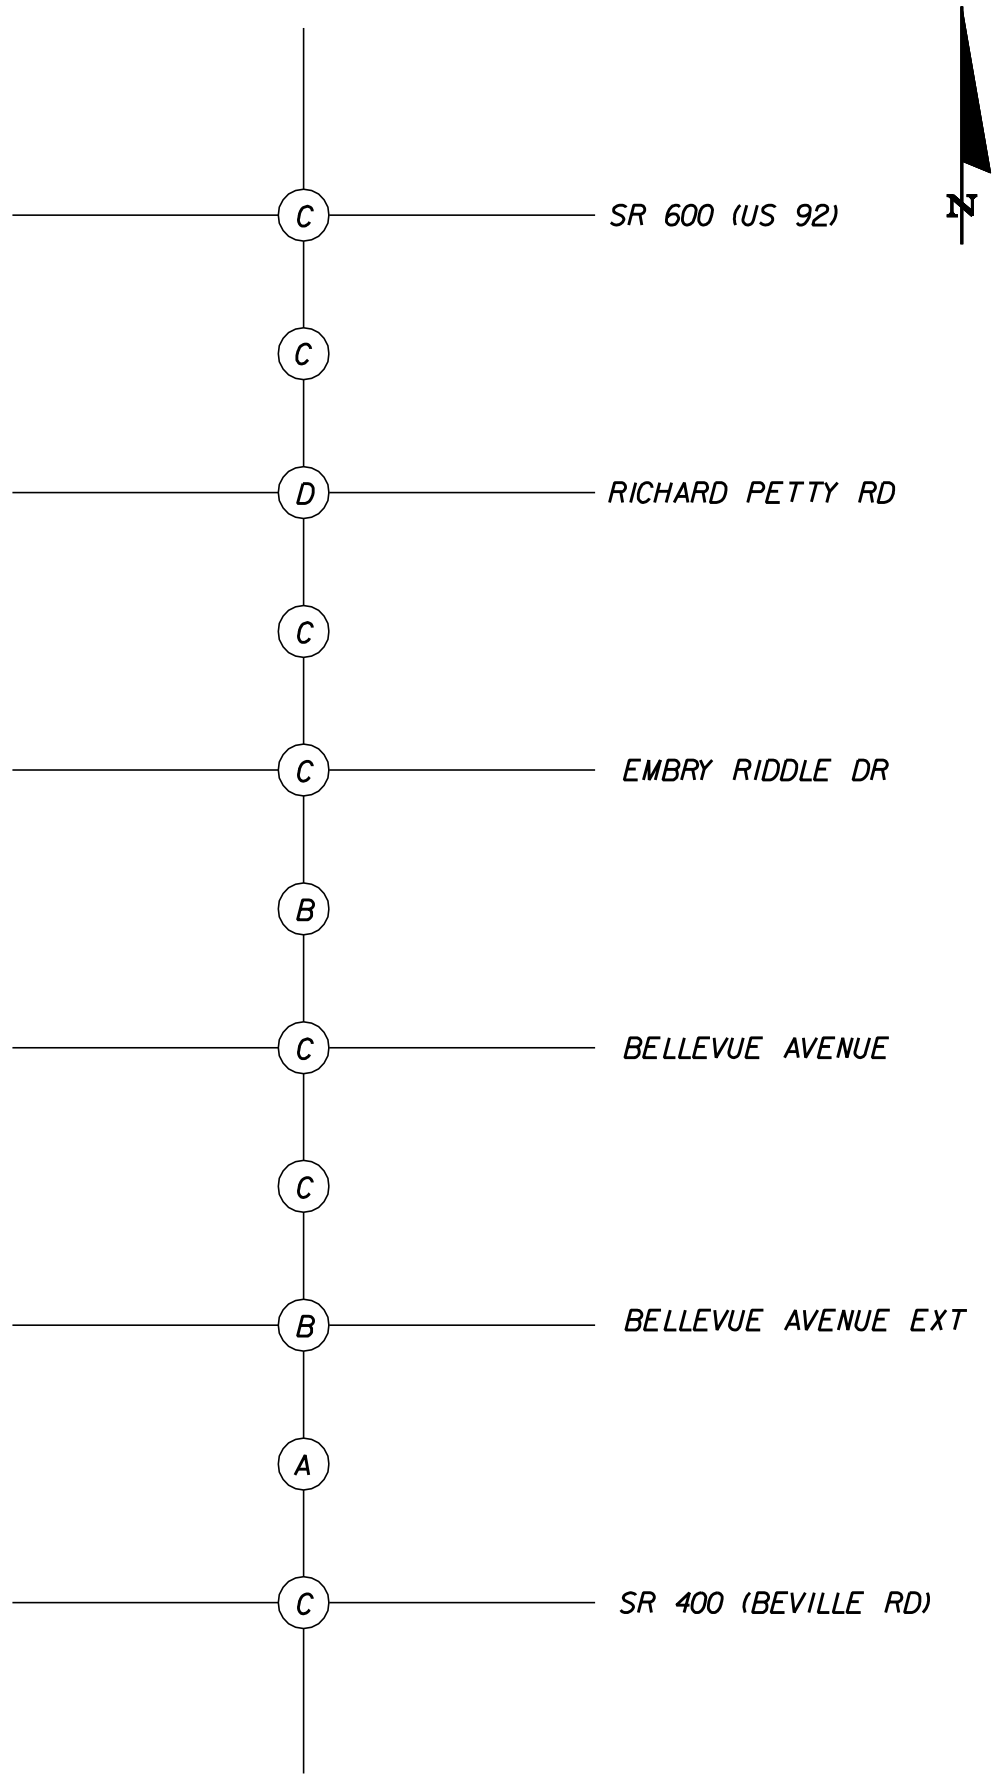 N
C SR 600 (US 92)
C
D RICHARD PETTY RD
C
C EMBRY RIDDLE DR
B
C BELLEVUE AVENUE
C
B BELLEVUE AVENUE EXT
A
C SR 400 (BEVILLE RD)